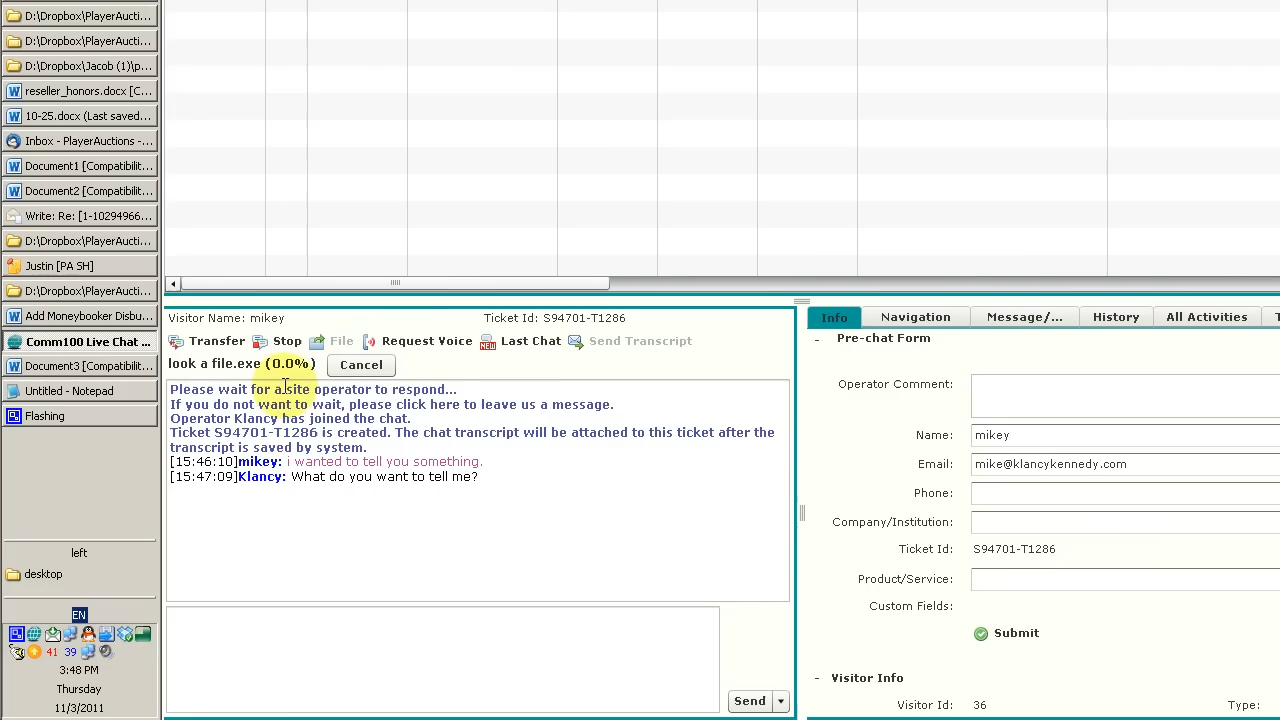 D:\Dropbox\PlayerAucti...
D:\Dropbox\PlayerAucti...
D:\Dropbox\Jacob (1)\p...
reseller_honors.docx [C...
10-25.docx (Last saved...
Inbox - PlayerAuctions -...
Document1 [Compatibilit...
Document2 [Compatibilit...
Write: Re: [1-10294966...
D:\Dropbox\PlayerAucti...
Justin [PA SH]
D:\Dropbox\PlayerAucti...
Add Moneybooker Disbu...
Comm100 Live Chat ...
Document3 [Compatibilit...
Untitled - Notepad
Flashing
left
desktop
EN
41 39
3:48 PM
Thursday
11/3/2011
Visitor Name: mikey
Ticket Id: S94701-T1286
Transfer Stop File Request Voice NEW Last Chat Send Transcript
look a file.exe (0.0%) Cancel
Please wait for a site operator to respond...
If you do not want to wait, please click here to leave us a message.
Operator Klancy has joined the chat.
Ticket S94701-T1286 is created. The chat transcript will be attached to this ticket after the
transcript is saved by system.
[15:46:10]mikey: i wanted to tell you something.
[15:47:09]Klancy: What do you want to tell me?
Send
Info Navigation Message/... History All Activities T
- Pre-chat Form
Operator Comment:
Name: mikey
Email: mike@klancykennedy.com
Phone:
Company/Institution:
Ticket Id: S94701-T1286
Product/Service:
Custom Fields:
Submit
- Visitor Info
Visitor Id: 36 Type: